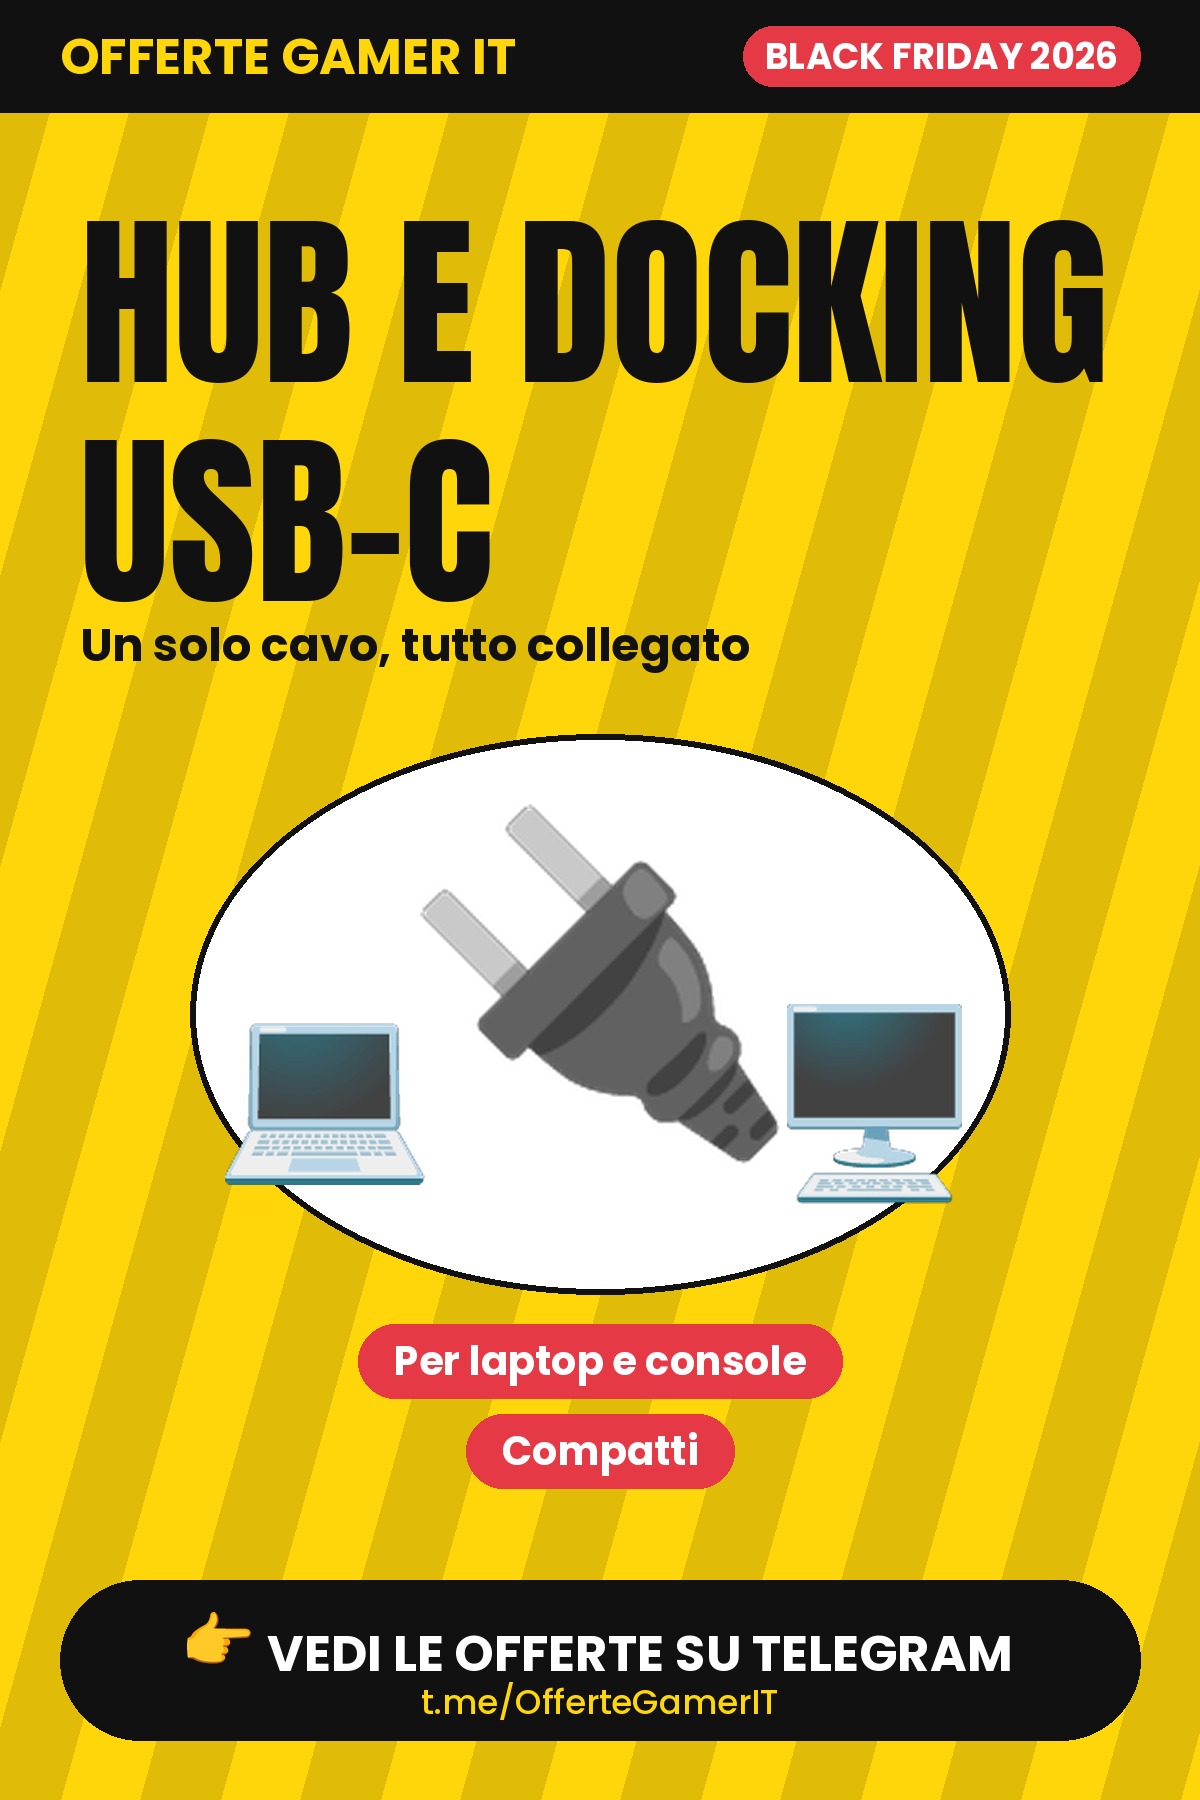 OFFERTE GAMER IT
BLACK FRIDAY 2026
HUB E DOCKING
USB-C
Un solo cavo, tutto collegato
Per laptop e console
Compatti
👉 VEDI LE OFFERTE SU TELEGRAM
t.me/OfferteGamerIT